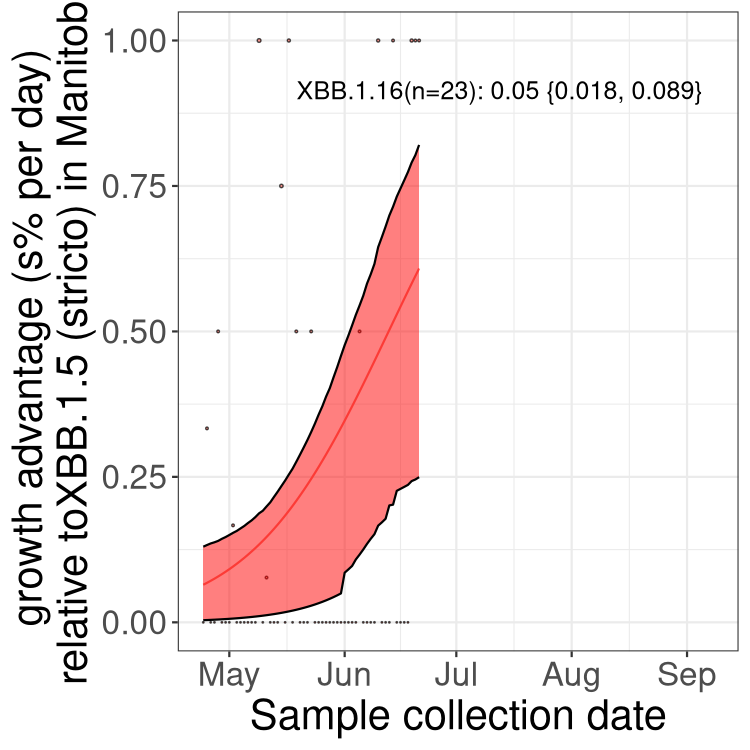 growth advantage (s% per day)
relative toXBB.1.5 (stricto) in Manitob
1.00
0.75
0.50
0.25
0.00
XBB.1.16(n=23): 0.05 {0.018, 0.089}
May Jun Jul Aug Sep
Sample collection date